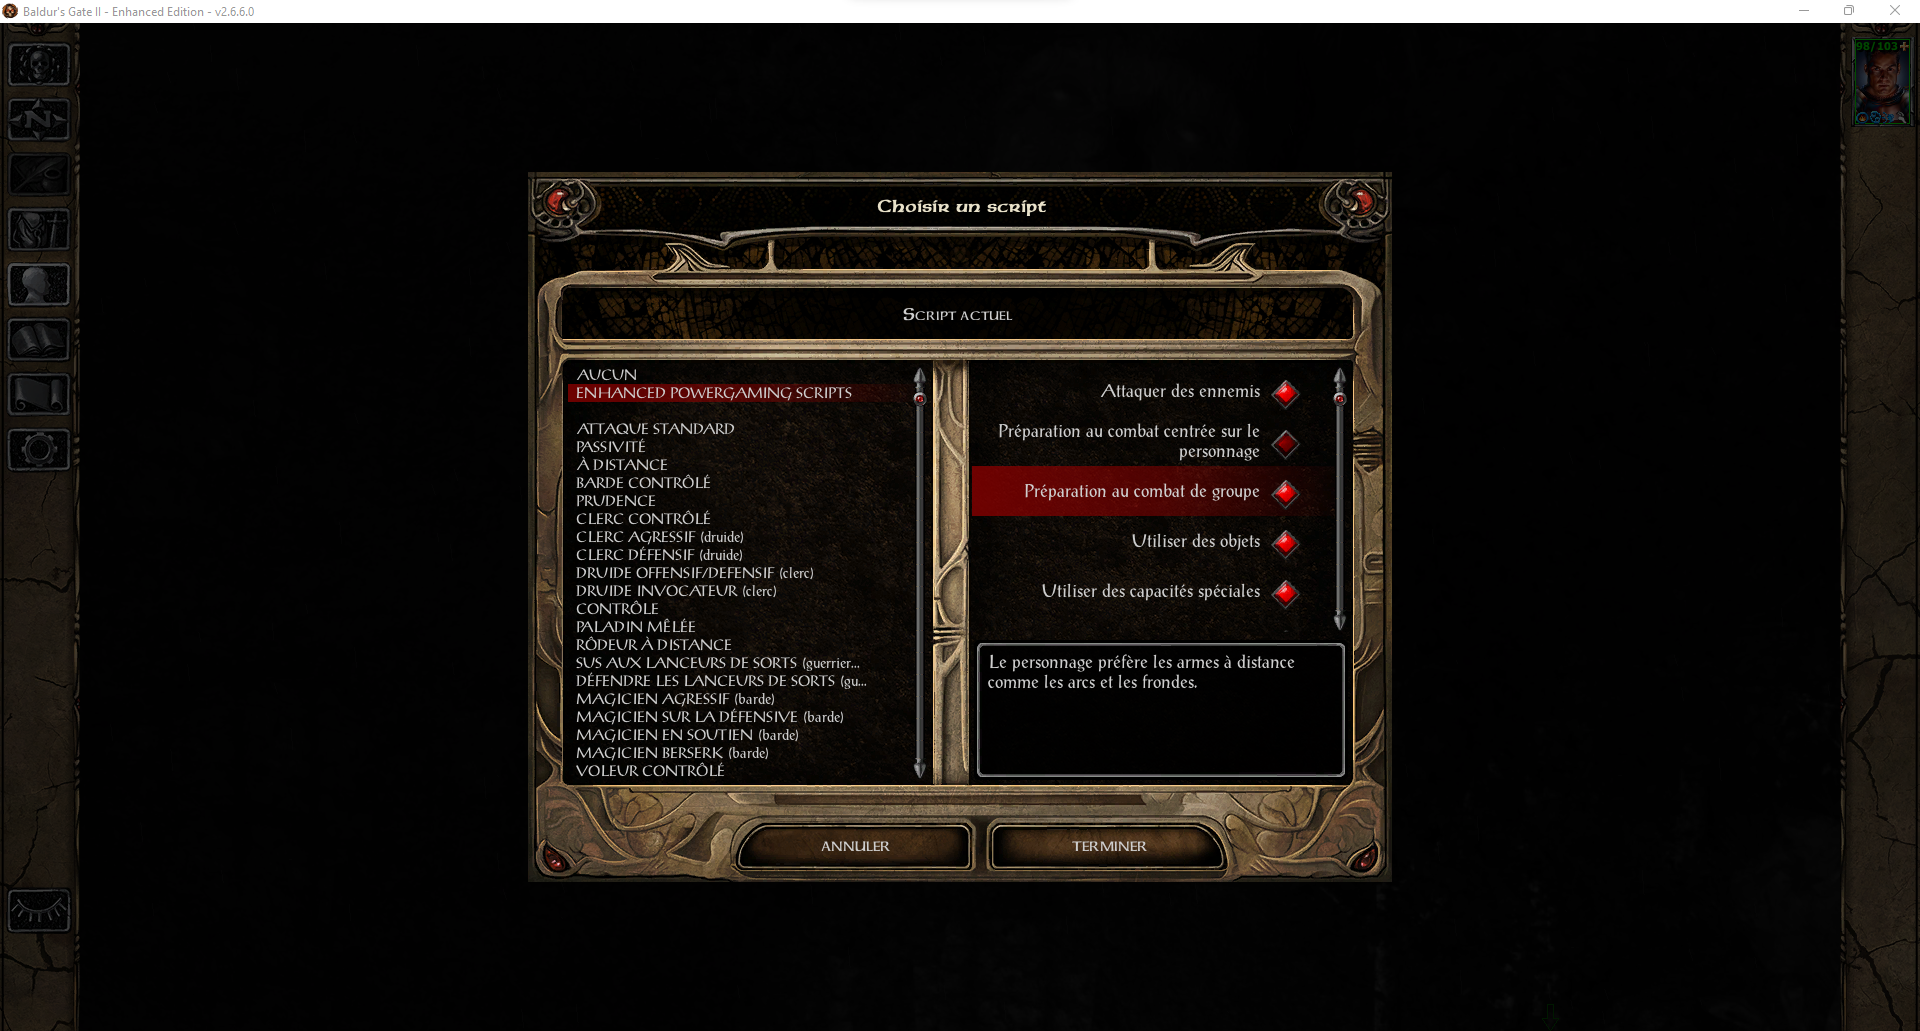 Baldur's Gate II - Enhanced Edition - v2.6.6.0
98/103
Choisir un script
Script actuel
AUCUN
ENHANCED POWERGAMING SCRIPTS
ATTAQUE STANDARD
PASSIVITÉ
À DISTANCE
BARDE CONTRÔLÉ
PRUDENCE
CLERC CONTRÔLÉ
CLERC AGRESSIF (druide)
CLERC DÉFENSIF (druide)
DRUIDE OFFENSIF/DEFENSIF (clerc)
DRUIDE INVOCATEUR (clerc)
CONTRÔLE
PALADIN MÊLÉE
RÔDEUR À DISTANCE
SUS AUX LANCEURS DE SORTS (guerrier...
DÉFENDRE LES LANCEURS DE SORTS (gu...
MAGICIEN AGRESSIF (barde)
MAGICIEN SUR LA DÉFENSIVE (barde)
MAGICIEN EN SOUTIEN (barde)
MAGICIEN BERSERK (barde)
VOLEUR CONTRÔLÉ
Attaquer des ennemis
Préparation au combat centrée sur le
personnage
Préparation au combat de groupe
Utiliser des objets
Utiliser des capacités spéciales
Le personnage préfère les armes à distance
comme les arcs et les frondes.
ANNULER
TERMINER